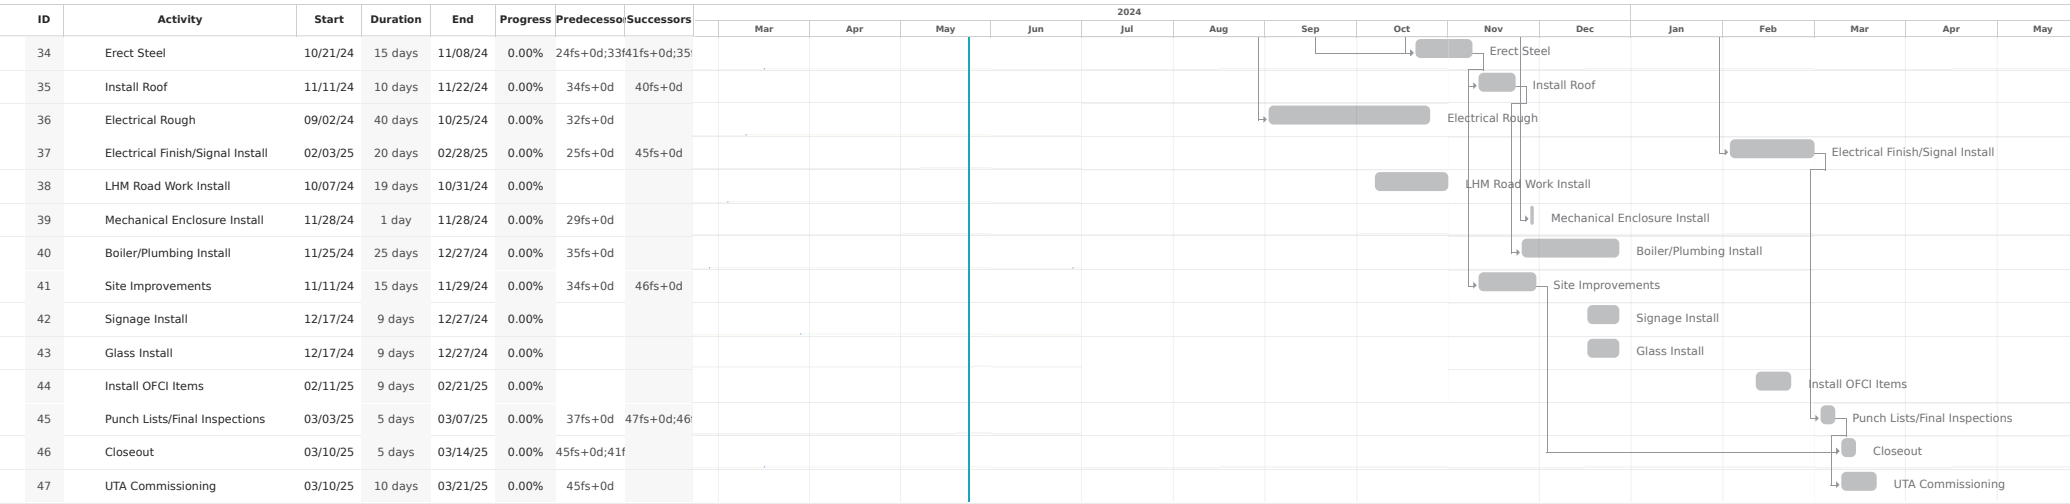 ID Activity Start Duration End Progress Predecessor Successors 2024
Mar Apr May Jun Jul Aug Sep Oct Nov Dec Jan Feb Mar Apr May
34 Erect Steel 10/21/24 15 days 11/08/24 0.00% 24fs+0d;33f 41fs+0d;35f Erect Steel
35 Install Roof 11/11/24 10 days 11/22/24 0.00% 34fs+0d 40fs+0d Install Roof
36 Electrical Rough 09/02/24 40 days 10/25/24 0.00% 32fs+0d Electrical Rough
37 Electrical Finish/Signal Install 02/03/25 20 days 02/28/25 0.00% 25fs+0d 45fs+0d Electrical Finish/Signal Install
38 LHM Road Work Install 10/07/24 19 days 10/31/24 0.00% LHM Road Work Install
39 Mechanical Enclosure Install 11/28/24 1 day 11/28/24 0.00% 29fs+0d Mechanical Enclosure Install
40 Boiler/Plumbing Install 11/25/24 25 days 12/27/24 0.00% 35fs+0d Boiler/Plumbing Install
41 Site Improvements 11/11/24 15 days 11/29/24 0.00% 34fs+0d 46fs+0d Site Improvements
42 Signage Install 12/17/24 9 days 12/27/24 0.00% Signage Install
43 Glass Install 12/17/24 9 days 12/27/24 0.00% Glass Install
44 Install OFCI Items 02/11/25 9 days 02/21/25 0.00% Install OFCI Items
45 Punch Lists/Final Inspections 03/03/25 5 days 03/07/25 0.00% 37fs+0d 47fs+0d;46f Punch Lists/Final Inspections
46 Closeout 03/10/25 5 days 03/14/25 0.00% 45fs+0d;41f Closeout
47 UTA Commissioning 03/10/25 10 days 03/21/25 0.00% 45fs+0d UTA Commissioning